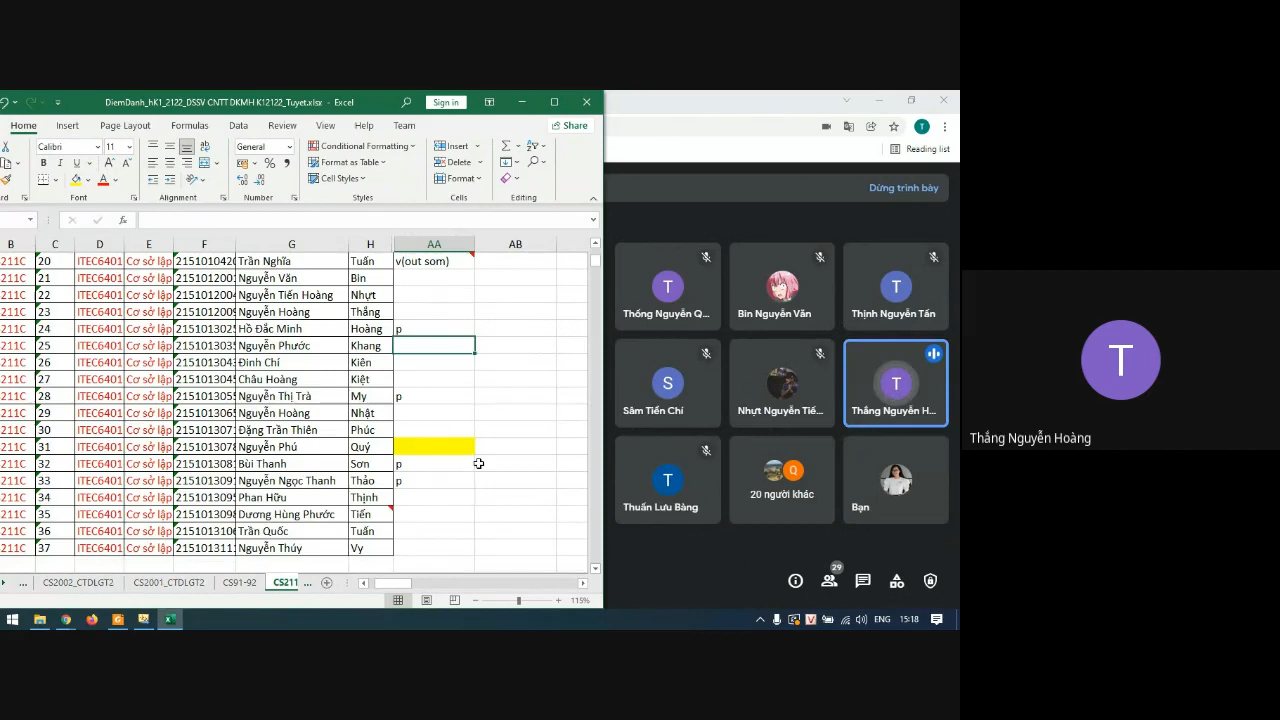 DiemDanh_hK1_2122_DSSV CNTT DKMH K12122_Tuyet.xlsx - Excel
Sign in
Home Insert Page Layout Formulas Data Review View Help Team Share
Calibri 11 General
Conditional Formatting
Format as Table
Cell Styles
Insert
Delete
Format
Font Alignment Number Styles Cells Editing
B C D E F G H AA AB
211C 20 ITEC6401 Cơ sở lập 215101042 Trần Nghĩa Tuấn v(out som)
211C 21 ITEC6401 Cơ sở lập 215101200 Nguyễn Văn Bin
211C 22 ITEC6401 Cơ sở lập 215101200 Nguyễn Tiến Hoàng Nhựt
211C 23 ITEC6401 Cơ sở lập 215101200 Nguyễn Hoàng Thắng
211C 24 ITEC6401 Cơ sở lập 215101302 Hồ Đắc Minh Hoàng p
211C 25 ITEC6401 Cơ sở lập 215101303 Nguyễn Phước Khang
211C 26 ITEC6401 Cơ sở lập 215101304 Đinh Chí Kiên
211C 27 ITEC6401 Cơ sở lập 215101304 Châu Hoàng Kiệt
211C 28 ITEC6401 Cơ sở lập 215101305 Nguyễn Thị Trà My p
211C 29 ITEC6401 Cơ sở lập 215101306 Nguyễn Hoàng Nhật
211C 30 ITEC6401 Cơ sở lập 215101307 Đặng Trần Thiên Phúc
211C 31 ITEC6401 Cơ sở lập 215101307 Nguyễn Phú Quý
211C 32 ITEC6401 Cơ sở lập 215101308 Bùi Thanh Sơn p
211C 33 ITEC6401 Cơ sở lập 215101309 Nguyễn Ngọc Thanh Thảo p
211C 34 ITEC6401 Cơ sở lập 215101309 Phan Hữu Thịnh
211C 35 ITEC6401 Cơ sở lập 215101309 Dương Hùng Phước Tiến
211C 36 ITEC6401 Cơ sở lập 215101310 Trần Quốc Tuấn
211C 37 ITEC6401 Cơ sở lập 215101311 Nguyễn Thúy Vy
... CS2002_CTDLGT2 CS2001_CTDLGT2 CS91-92 CS211 ...
115%
Reading list
Dừng trình bày
T
Thống Nguyễn Q...
Bin Nguyễn Văn
T
Thịnh Nguyễn Tấn
S
Sâm Tiền Chí
Nhựt Nguyễn Tiế...
T
Thắng Nguyễn H...
T
Thuấn Lưu Bàng
Q
20 người khác
Bạn
29
ENG 15:18
T
Thắng Nguyễn Hoàng